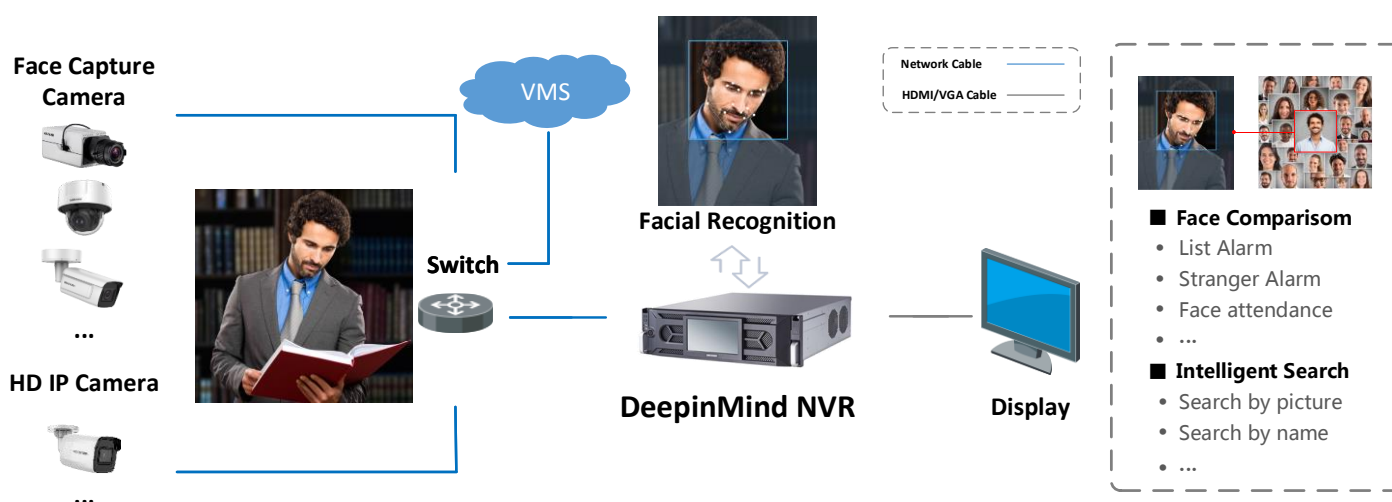 Face Capture
Camera
...
HD IP Camera
...
VMS
Switch
Facial Recognition
DeepinMind NVR
Network Cable
HDMI/VGA Cable
Display
■ Face Comparisom
• List Alarm
• Stranger Alarm
• Face attendance
• ...
■ Intelligent Search
• Search by picture
• Search by name
• ...